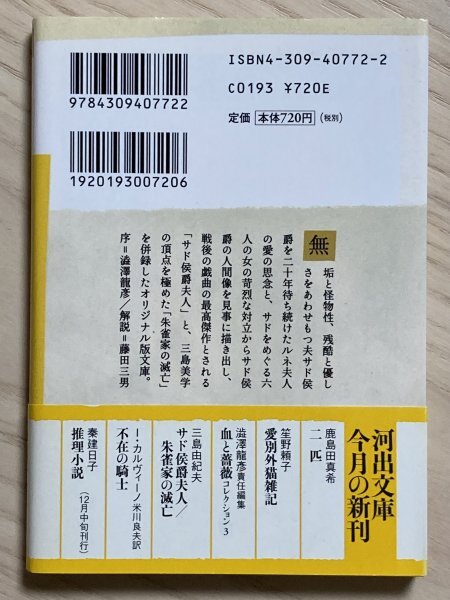 ISBN4-309-40772-2
C0193 ¥720E
定価 本体720円 (税別)
9784309407722
1920193007206
無
垢と怪物性、残酷と優し
さをあわせもつ夫サド侯
爵を二十年待ち続けたルネ夫人
の愛の思念と、サドをめぐる六
人の女の苛烈な対立からサド侯
爵の人間像を見事に描き出し、
戦後の戯曲の最高傑作とされる
「サド侯爵夫人」と、三島美学
の頂点を極めた「朱雀家の滅亡」
を併録したオリジナル版文庫。
序=澁澤龍彥/解説=藤田三男
河出文庫
今月の新刊
鹿島田真希
二匹
笙野頼子
愛別外猫雑記
澁澤龍彥責任編集
血と薔薇コレクション3
三島由紀夫
サド侯爵夫人/
朱雀家の滅亡
I・カルヴィーノ 米川良夫訳
不在の騎士
秦建日子
推理小説
(12月中旬刊行)